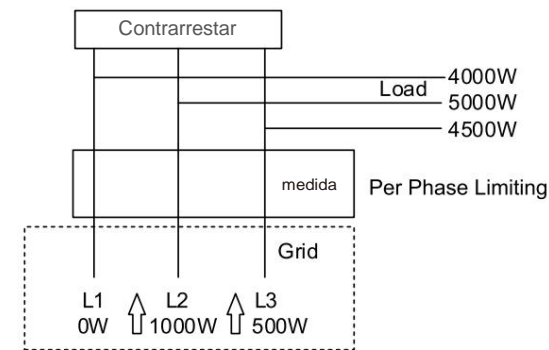 Contrarrestar
4000W
Load
5000W
4500W
medida
Per Phase Limiting
Grid
L1 L2 L3
0W 1000W 500W